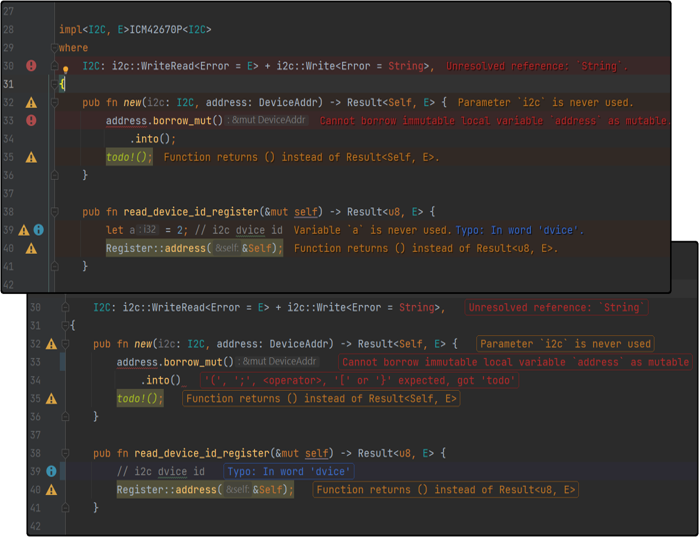 27
28 impl<I2C, E>ICM42670P<I2C>
29 where
30 I2C: i2c::WriteRead<Error = E> + i2c::Write<Error = String>, Unresolved reference: `String`.
31 {
32 pub fn new(i2c: I2C, address: DeviceAddr) -> Result<Self, E> { Parameter `i2c` is never used.
33 address.borrow_mut() :&mut DeviceAddr Cannot borrow immutable local variable `address` as mutable.
34 .into();
35 todo!(); Function returns () instead of Result<Self, E>.
36 }
37
38 pub fn read_device_id_register(&mut self) -> Result<u8, E> {
39 let a :i32 = 2; // i2c dvice id Variable `a` is never used. Typo: In word 'dvice'.
40 Register::address( &self: &Self); Function returns () instead of Result<u8, E>.
41 }
42
30 I2C: i2c::WriteRead<Error = E> + i2c::Write<Error = String>, Unresolved reference: `String`
31 {
32 pub fn new(i2c: I2C, address: DeviceAddr) -> Result<Self, E> { Parameter `i2c` is never used
33 address.borrow_mut() :&mut DeviceAddr Cannot borrow immutable local variable `address` as mutable
34 .into() '(', ';', <operator>, '[' or '}' expected, got 'todo'
35 todo!(); Function returns () instead of Result<Self, E>
36 }
37
38 pub fn read_device_id_register(&mut self) -> Result<u8, E> {
39 // i2c dvice id Typo: In word 'dvice'
40 Register::address( &self: &Self); Function returns () instead of Result<u8, E>
41 }
42